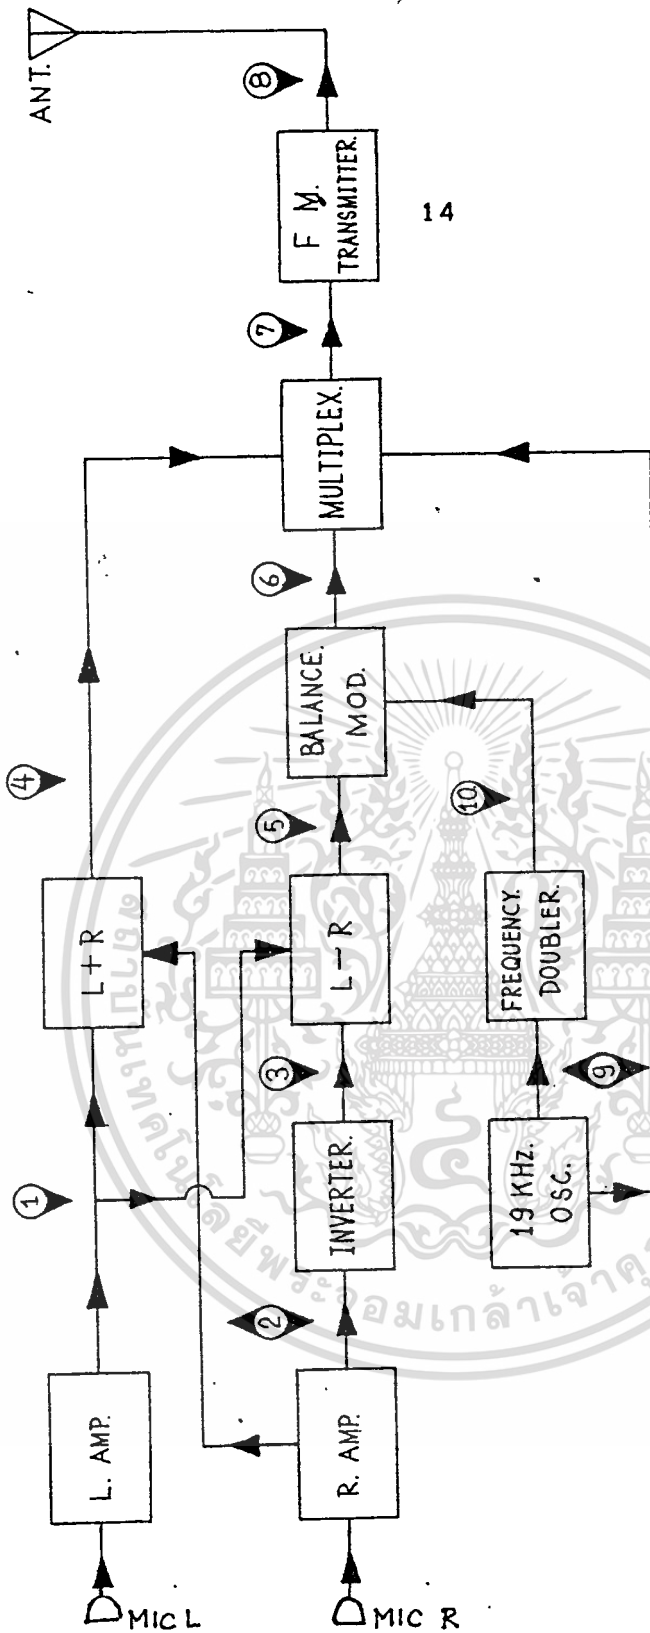 ANT.
8
F M.
TRANSMITTER.
14
7
MULTIPLEX.
6
BALANCE.
MOD.
4
5
10
L+R
L-R
FREQUENCY.
DOUBLER.
3
9
1
INVERTER.
19 KHz.
OSC.
2
L. AMP.
R. AMP.
MIC L
MIC R